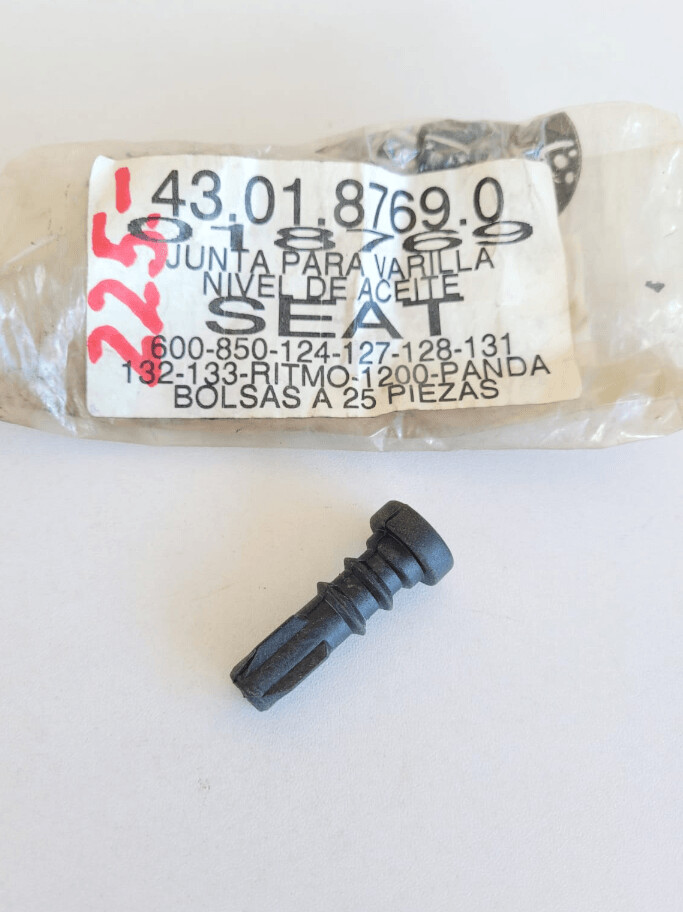 43.01.8769.0
018769
JUNTA PARA VARILLA
NIVEL DE ACEITE
SEAT
600-850-124-127-128-131
132-133-RITMO-1200-PANDA
BOLSAS A 25 PIEZAS
225-